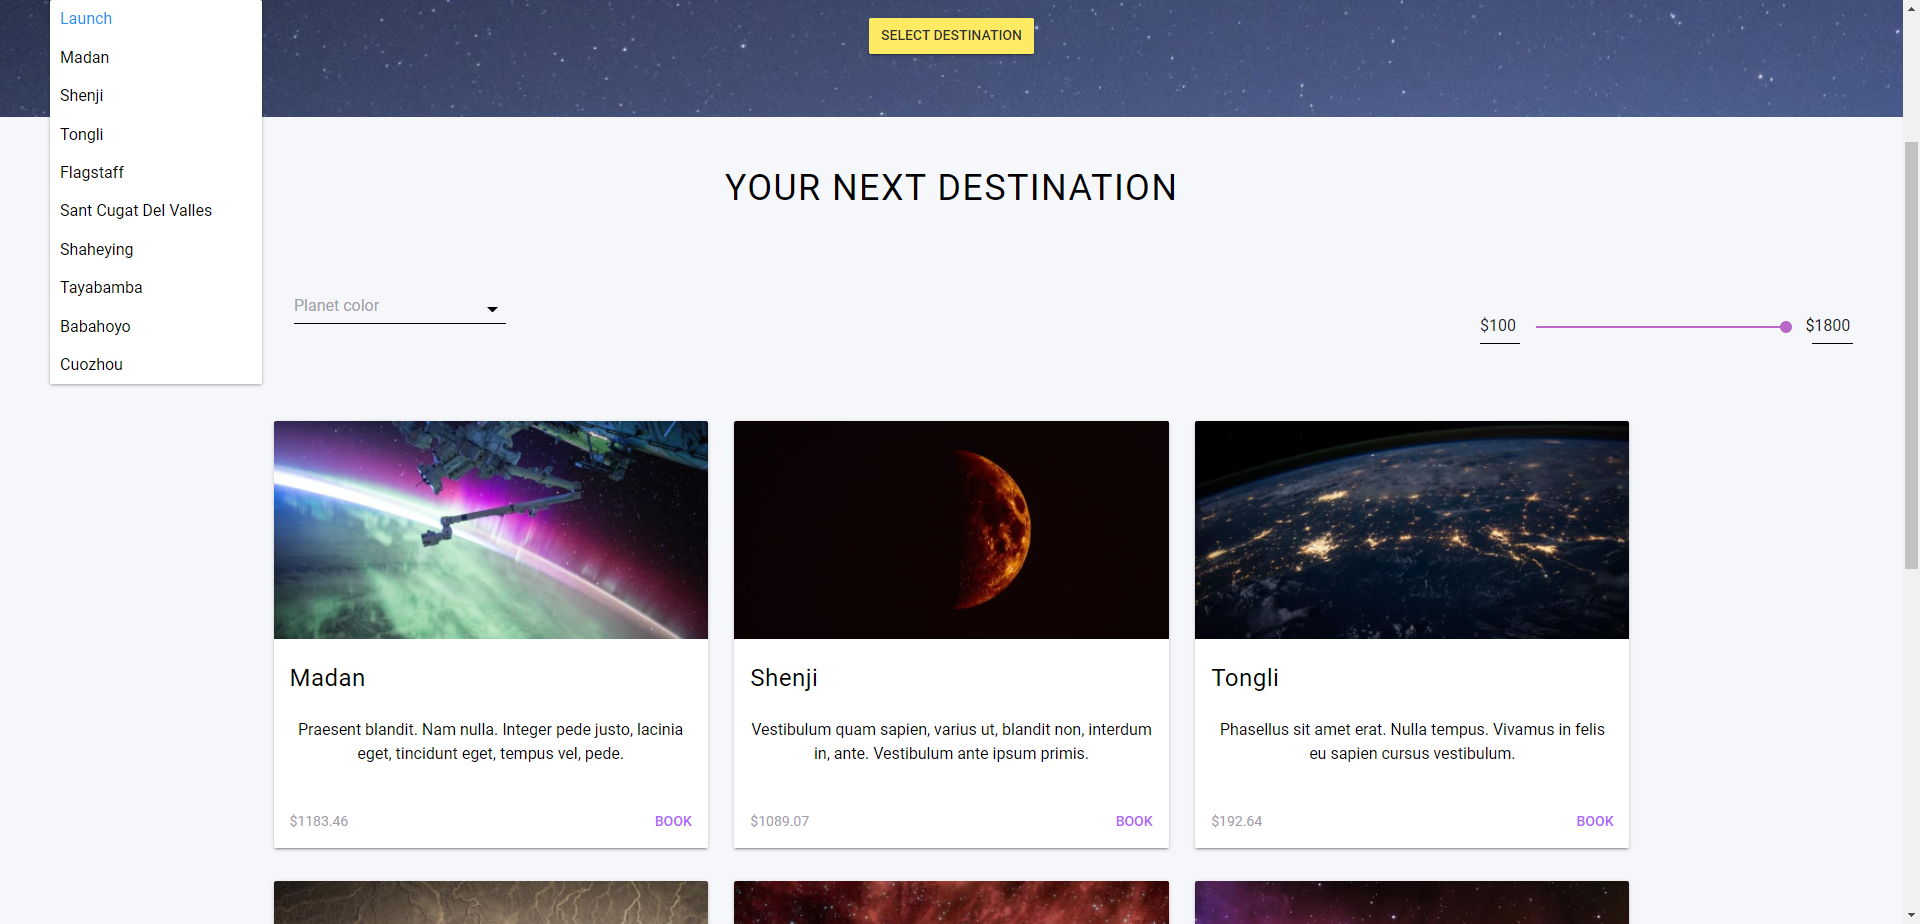 Launch
Madan
Shenji
Tongli
Flagstaff
Sant Cugat Del Valles
Shaheying
Tayabamba
Babahoyo
Cuozhou
SELECT DESTINATION
YOUR NEXT DESTINATION
Planet color
$100
$1800
Madan
Praesent blandit. Nam nulla. Integer pede justo, lacinia
eget, tincidunt eget, tempus vel, pede.
$1183.46
BOOK
Shenji
Vestibulum quam sapien, varius ut, blandit non, interdum
in, ante. Vestibulum ante ipsum primis.
$1089.07
BOOK
Tongli
Phasellus sit amet erat. Nulla tempus. Vivamus in felis
eu sapien cursus vestibulum.
$192.64
BOOK